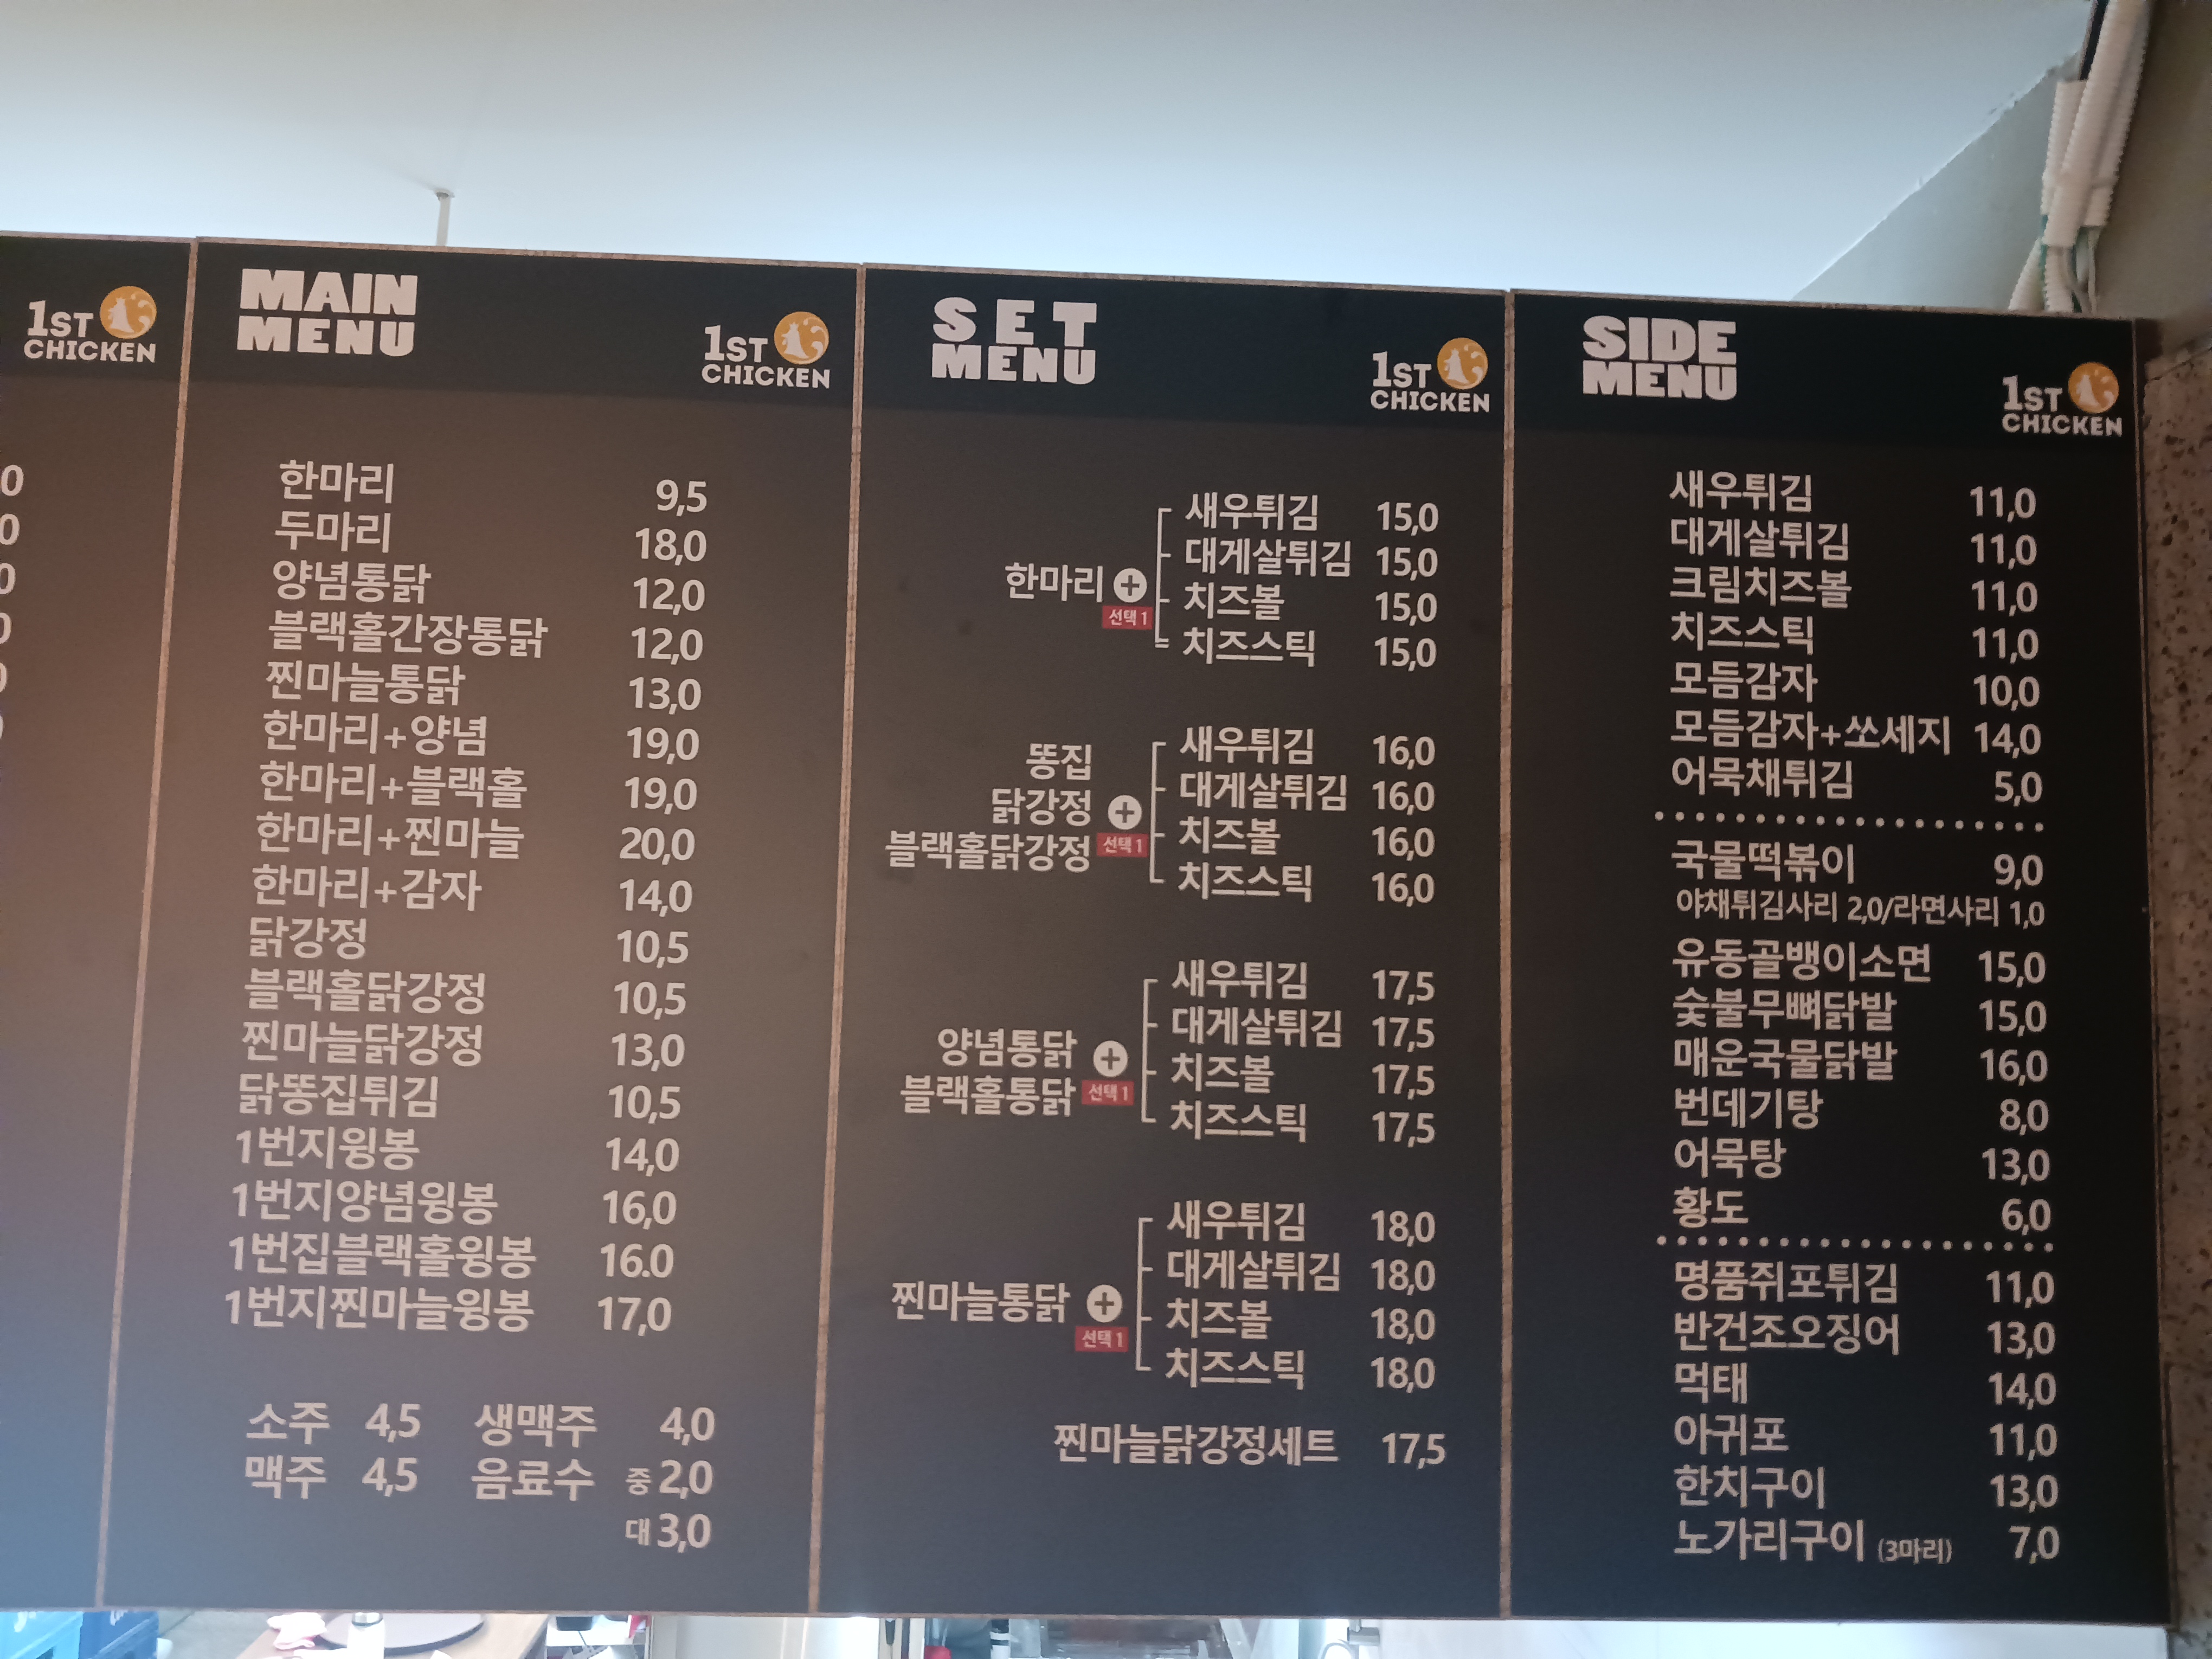 1ST
CHICKEN
MAIN
MENU
1ST
CHICKEN
한마리 9,5
두마리 18,0
양념통닭 12,0
블랙홀간장통닭 12,0
찐마늘통닭 13,0
한마리+양념 19,0
한마리+블랙홀 19,0
한마리+찐마늘 20,0
한마리+감자 14,0
닭강정 10,5
블랙홀닭강정 10,5
찐마늘닭강정 13,0
닭똥집튀김 10,5
1번지윙봉 14,0
1번지양념윙봉 16,0
1번집블랙홀윙봉 16.0
1번지찐마늘윙봉 17,0
소주 4,5 생맥주 4,0
맥주 4,5 음료수 중 2,0
대 3,0
SET
MENU
1ST
CHICKEN
한마리 + 선택 1
새우튀김 15,0
대게살튀김 15,0
치즈볼 15,0
치즈스틱 15,0
똥집
닭강정 +
블랙홀닭강정 선택 1
새우튀김 16,0
대게살튀김 16,0
치즈볼 16,0
치즈스틱 16,0
양념통닭 +
블랙홀통닭 선택 1
새우튀김 17,5
대게살튀김 17,5
치즈볼 17,5
치즈스틱 17,5
찐마늘통닭 +
선택 1
새우튀김 18,0
대게살튀김 18,0
치즈볼 18,0
치즈스틱 18,0
찐마늘닭강정세트 17,5
SIDE
MENU
1ST
CHICKEN
새우튀김 11,0
대게살튀김 11,0
크림치즈볼 11,0
치즈스틱 11,0
모듬감자 10,0
모듬감자+쏘세지 14,0
어묵채튀김 5,0
국물떡볶이 9,0
야채튀김사리 2,0/라면사리 1,0
유동골뱅이소면 15,0
숯불무뼈닭발 15,0
매운국물닭발 16,0
번데기탕 8,0
어묵탕 13,0
황도 6,0
명품쥐포튀김 11,0
반건조오징어 13,0
먹태 14,0
아귀포 11,0
한치구이 13,0
노가리구이 (3마리) 7,0